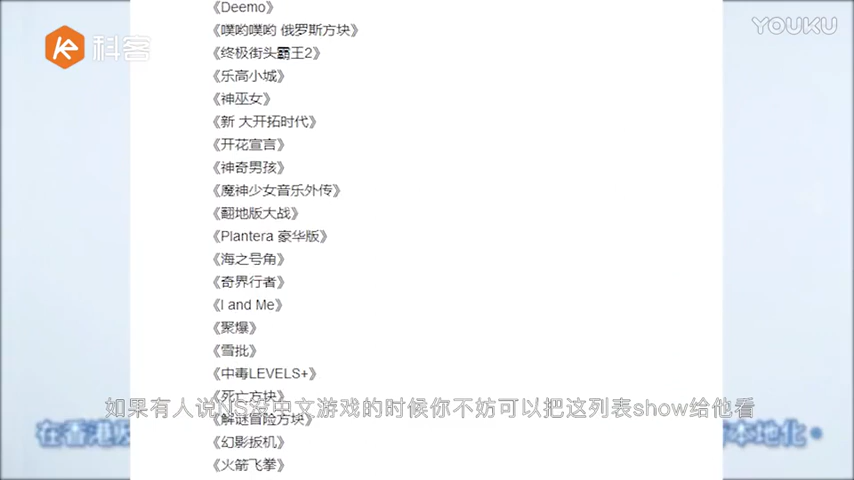 《Deemo》
科客
YOUKU
《噗哟噗哟 俄罗斯方块》
《终极街头霸王2》
《乐高小城》
《神巫女》
《新 大开拓时代》
《开花宣言》
《神奇男孩》
《魔神少女音乐外传》
《翻地版大战》
《Plantera 豪华版》
《海之号角》
《奇界行者》
《I and Me》
《聚爆》
《雪批》
《中毒LEVELS+》
《死亡方块》
如果有人说NS没中文游戏的时候你不妨可以把这列表show给他看
《解谜冒险方块》
在香港 本地化
《幻影扳机》
《火箭飞拳》